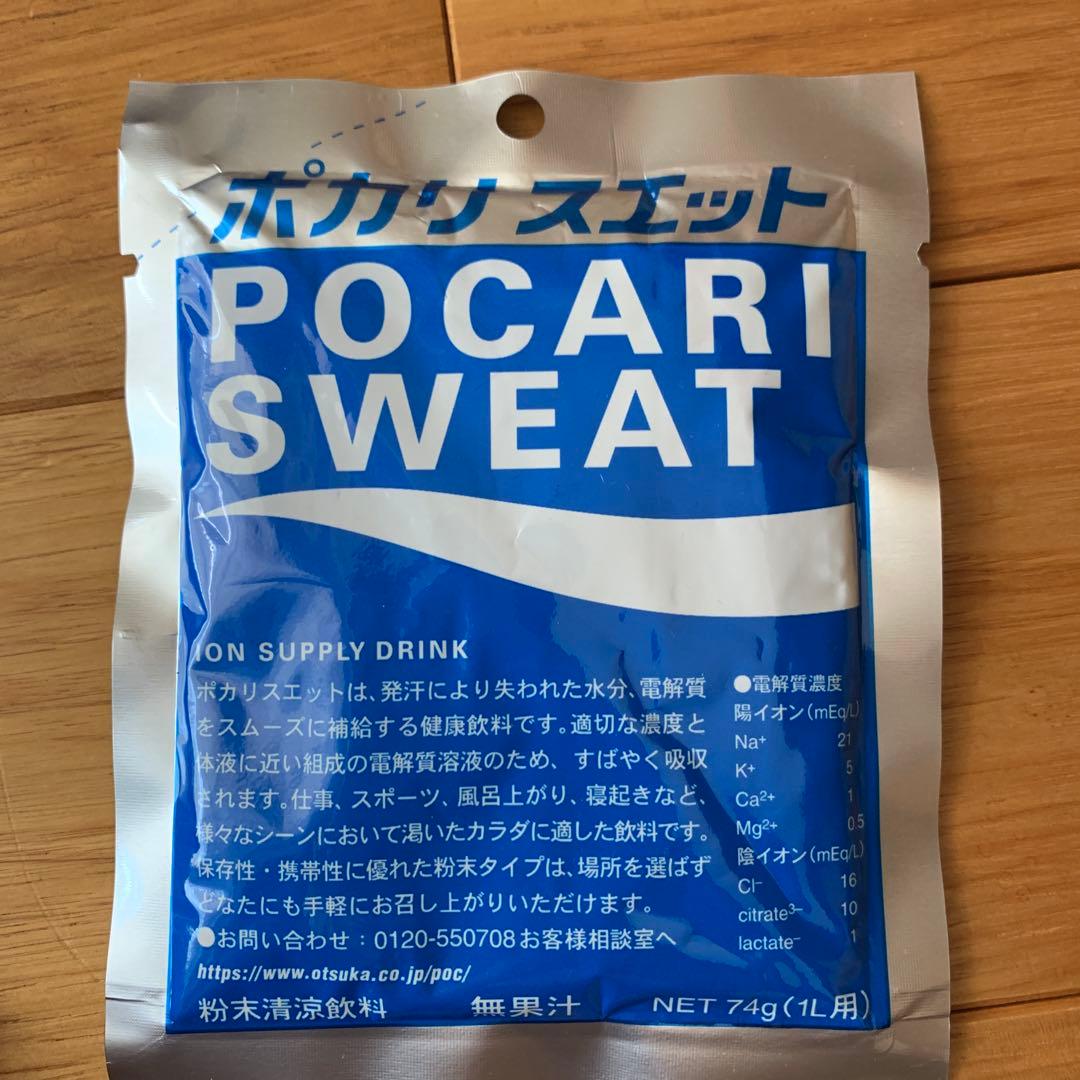 ポカリスエット
POCARI
SWEAT
ION SUPPLY DRINK
ポカリスエットは、発汗により失われた水分、電解質
をスムーズに補給する健康飲料です。適切な濃度と
体液に近い組成の電解質溶液のため、すばやく吸収
されます。仕事、スポーツ、風呂上がり、寝起きなど、
様々なシーンにおいて渇いたカラダに適した飲料です。
保存性・携帯性に優れた粉末タイプは、場所を選ばず
どなたにも手軽にお召し上がりいただけます。
●お問い合わせ：0120-550708お客様相談室へ
https://www.otsuka.co.jp/poc/
●電解質濃度
陽イオン(mEq/L)
Na⁺ 21
K⁺ 5
Ca²⁺ 1
Mg²⁺ 0.5
陰イオン(mEq/L)
Cl⁻ 16
citrate³⁻ 10
lactate⁻ 1
粉末清涼飲料 無果汁 NET 74g(1L用)